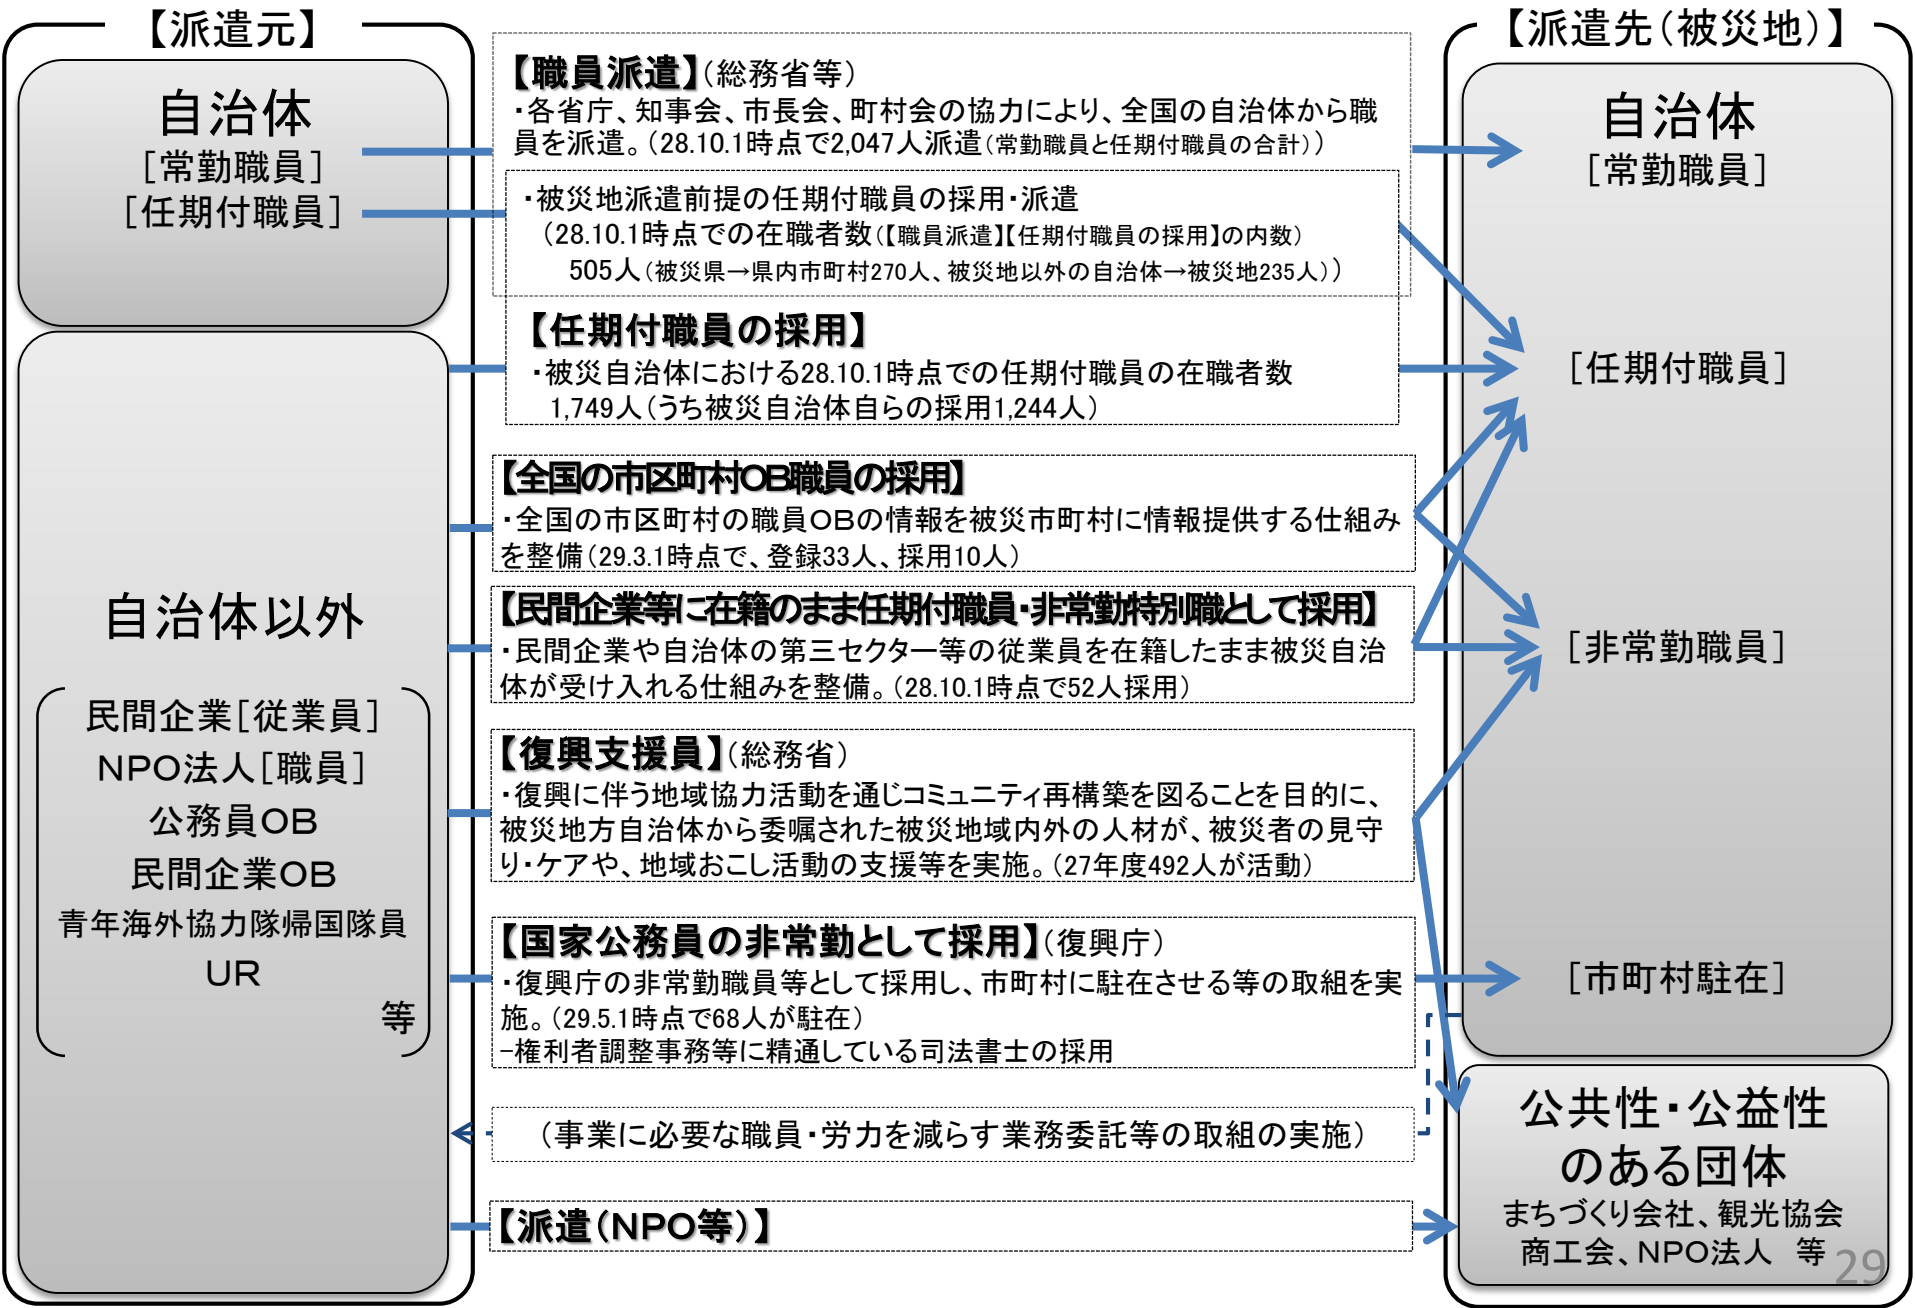 【派遣元】
自治体
[常勤職員]
[任期付職員]
自治体以外
民間企業[従業員]
NPO法人[職員]
公務員OB
民間企業OB
青年海外協力隊帰国隊員
UR
等
【職員派遣】(総務省等)
・各省庁、知事会、市長会、町村会の協力により、全国の自治体から職
員を派遣。(28.10.1時点で2,047人派遣(常勤職員と任期付職員の合計))
・被災地派遣前提の任期付職員の採用・派遣
(28.10.1時点での在職者数(【職員派遣】【任期付職員の採用】の内数)
505人(被災県→県内市町村270人、被災地以外の自治体→被災地235人))
【任期付職員の採用】
・被災自治体における28.10.1時点での任期付職員の在職者数
1,749人(うち被災自治体自らの採用1,244人)
【全国の市区町村OB職員の採用】
・全国の市区町村の職員OBの情報を被災市町村に情報提供する仕組み
を整備(29.3.1時点で、登録33人、採用10人)
【民間企業等に在籍のまま任期付職員・非常勤特別職として採用】
・民間企業や自治体の第三セクター等の従業員を在籍したまま被災自治
体が受け入れる仕組みを整備。(28.10.1時点で52人採用)
【復興支援員】(総務省)
・復興に伴う地域協力活動を通じコミュニティ再構築を図ることを目的に、
被災地方自治体から委嘱された被災地域内外の人材が、被災者の見守
り・ケアや、地域おこし活動の支援等を実施。(27年度492人が活動)
【国家公務員の非常勤として採用】(復興庁)
・復興庁の非常勤職員等として採用し、市町村に駐在させる等の取組を実
施。(29.5.1時点で68人が駐在)
-権利者調整事務等に精通している司法書士の採用
(事業に必要な職員・労力を減らす業務委託等の取組の実施)
【派遣(NPO等)】
【派遣先(被災地)】
自治体
[常勤職員]
[任期付職員]
[非常勤職員]
[市町村駐在]
公共性・公益性
のある団体
まちづくり会社、観光協会
商工会、NPO法人 等
29